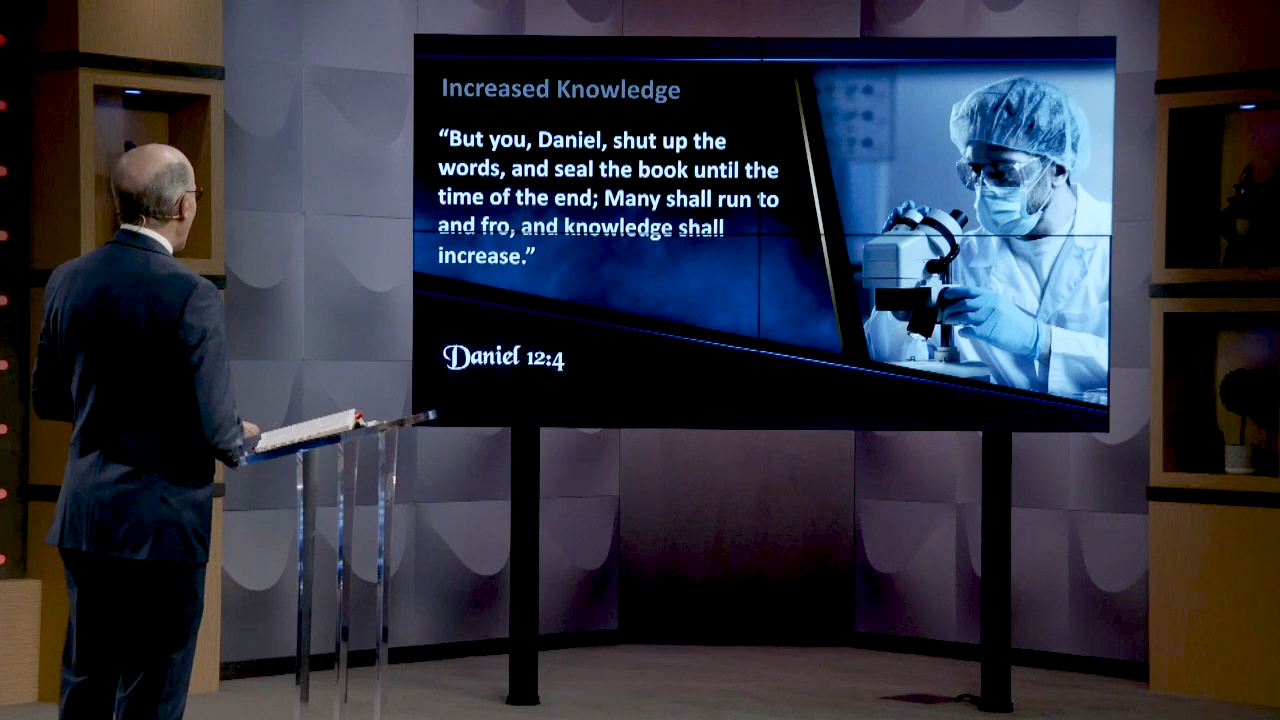 Increased Knowledge
“But you, Daniel, shut up the
words, and seal the book until the
time of the end; Many shall run to
and fro, and knowledge shall
increase.”
Daniel 12:4